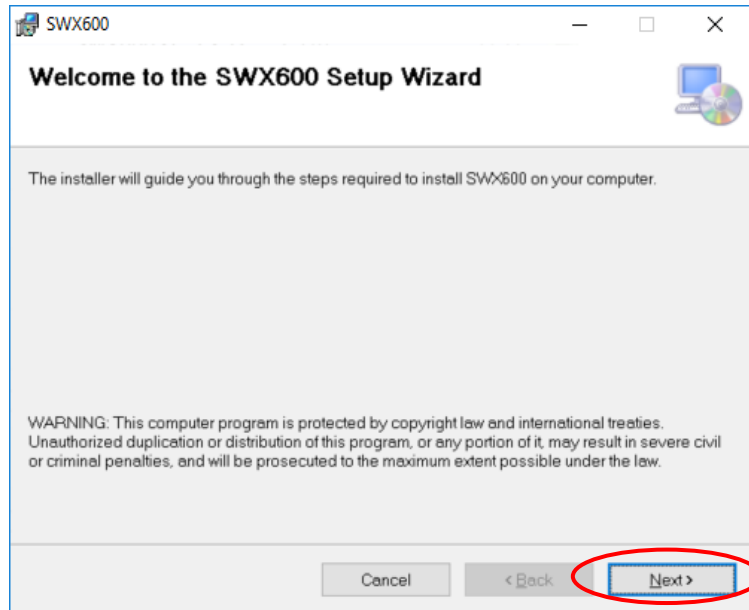 SWX600
Welcome to the SWX600 Setup Wizard
The installer will guide you through the steps required to install SWX600 on your computer.
WARNING: This computer program is protected by copyright law and international treaties.
Unauthorized duplication or distribution of this program, or any portion of it, may result in severe civil
or criminal penalties, and will be prosecuted to the maximum extent possible under the law.
Cancel
< Back
Next >